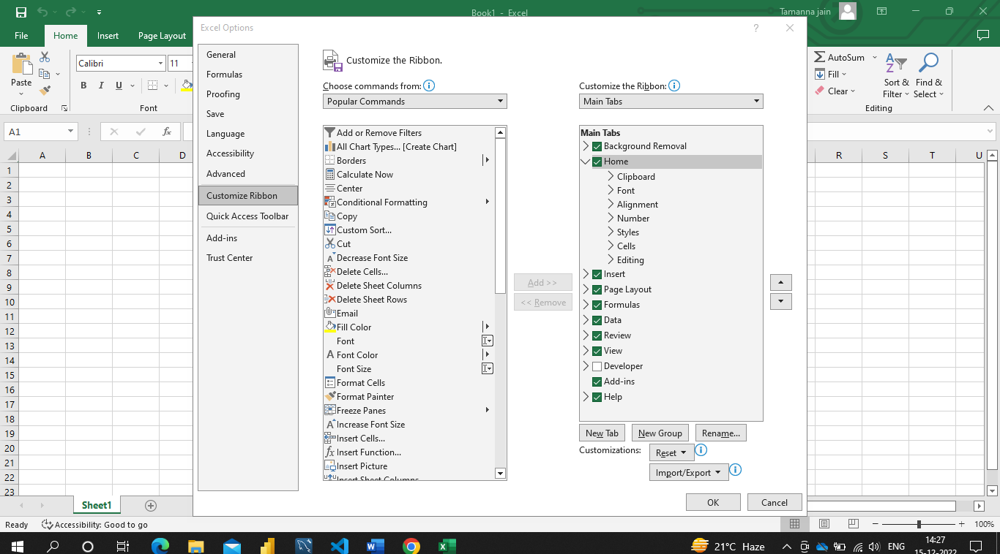 Book1 - Excel
Tamanna jain
File
Home
Insert
Page Layout
Paste
Clipboard
Calibri
11
B I U
Font
AutoSum
Fill
Clear
Sort & Filter
Find & Select
Editing
A1
fx
A B C D
R S T U
1
2
3
4
5
6
7
8
9
10
11
12
13
14
15
16
17
18
19
20
21
22
23
Excel Options
?
General
Formulas
Proofing
Save
Language
Accessibility
Advanced
Customize Ribbon
Quick Access Toolbar
Add-ins
Trust Center
Customize the Ribbon.
Choose commands from:
Popular Commands
Add or Remove Filters
All Chart Types... [Create Chart]
Borders
Calculate Now
Center
Conditional Formatting
Copy
Custom Sort...
Cut
Decrease Font Size
Delete Cells...
Delete Sheet Columns
Delete Sheet Rows
Email
Fill Color
Font
Font Color
Font Size
Format Cells
Format Painter
Freeze Panes
Increase Font Size
Insert Cells...
Insert Function...
Insert Picture
Insert Sheet Columns
Add >>
<< Remove
Customize the Ribbon:
Main Tabs
Main Tabs
Background Removal
Home
Clipboard
Font
Alignment
Number
Styles
Cells
Editing
Insert
Page Layout
Formulas
Data
Review
View
Developer
Add-ins
Help
New Tab
New Group
Rename...
Customizations:
Reset
Import/Export
OK
Cancel
Sheet1
Ready
Accessibility: Good to go
100%
21°C Haze
ENG
14:27
15-12-2022